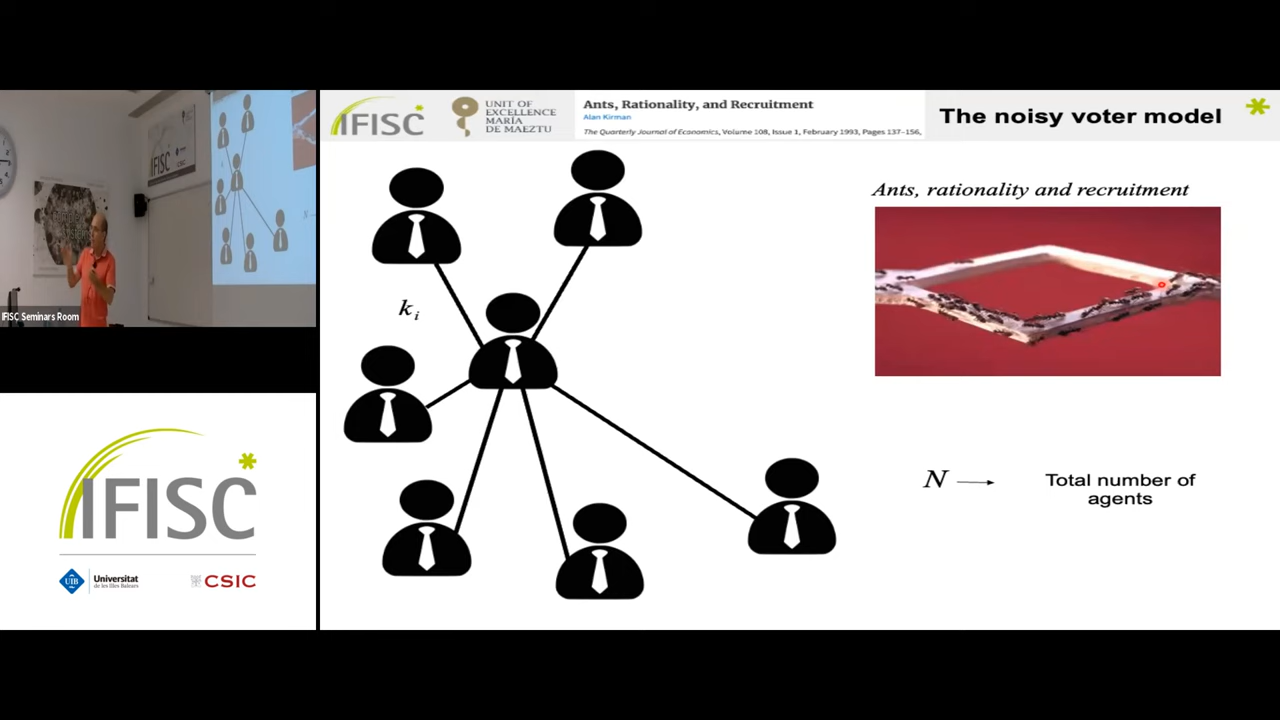 IFISC Seminars Room
IFISC
UIB
Universitat
de les Illes Balears
CSIC
IFISC
UNIT OF
EXCELLENCE
MARÍA
DE MAEZTU
Ants, Rationality, and Recruitment
Alan Kirman
The Quarterly Journal of Economics, Volume 108, Issue 1, February 1993, Pages 137–156,
The noisy voter model
k i
Ants, rationality and recruitment
N
Total number of
agents